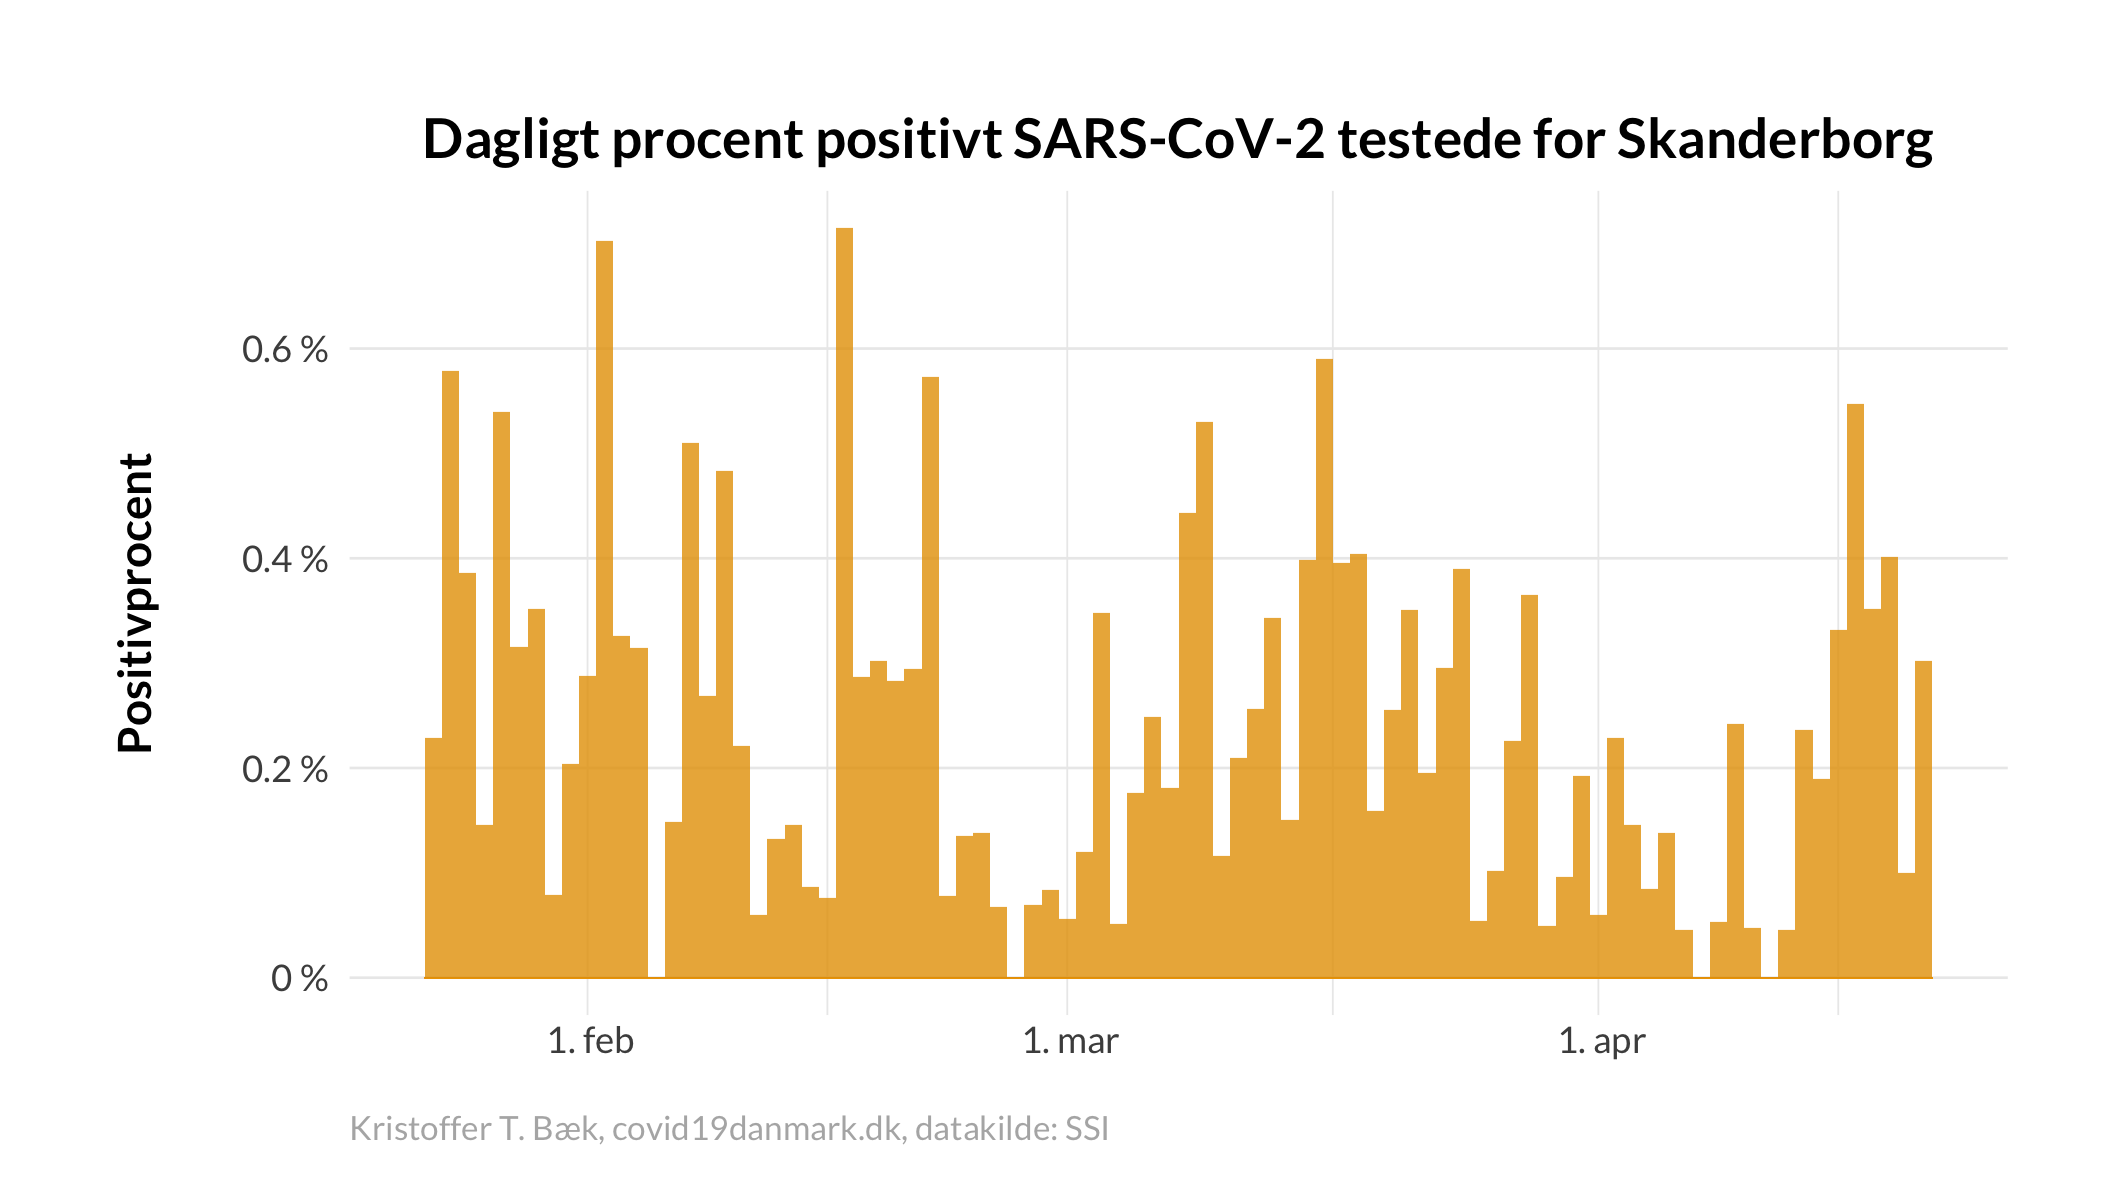 Dagligt procent positivt SARS-CoV-2 testede for Skanderborg
Positivprocent
0.6 %
0.4 %
0.2 %
0 %
1. feb
1. mar
1. apr
Kristoffer T. Bæk, covid19danmark.dk, datakilde: SSI